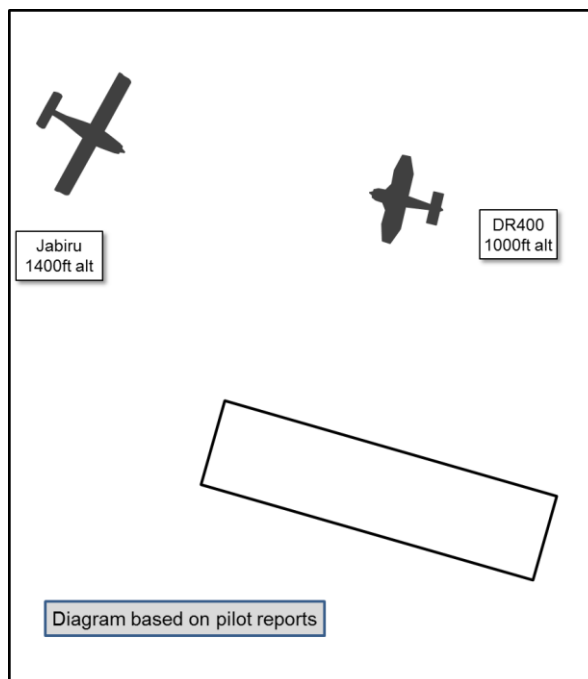 DR400
1000ft alt
Jabiru
1400ft alt
Diagram based on pilot reports